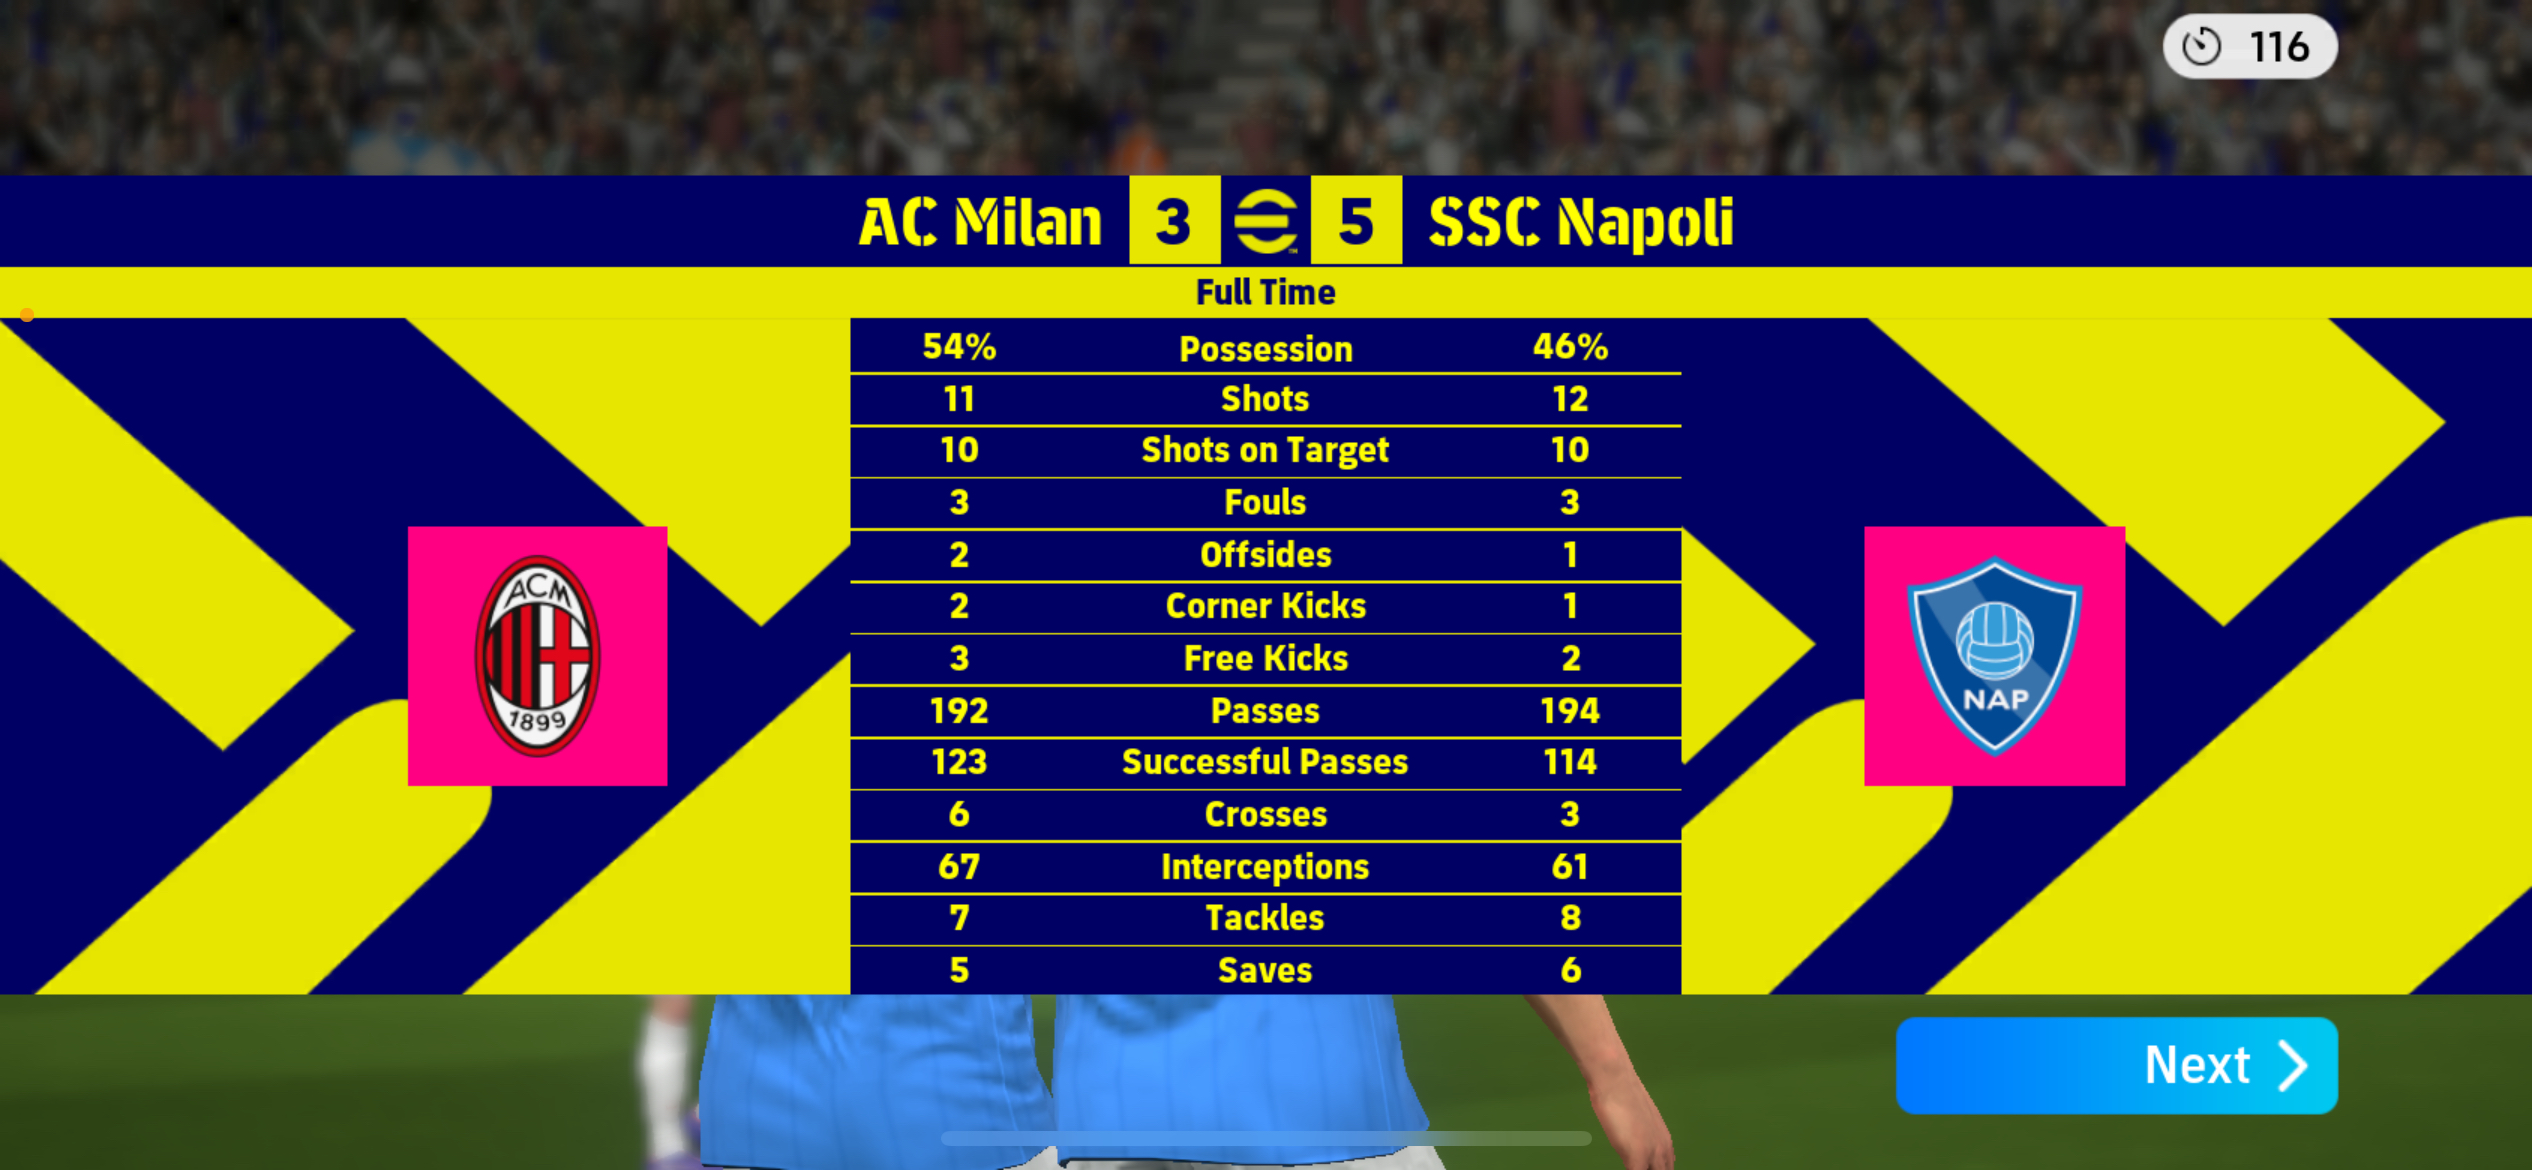 116
AC Milan 3 5 SSC Napoli
Full Time
54% Possession 46%
11 Shots 12
10 Shots on Target 10
3 Fouls 3
2 Offsides 1
2 Corner Kicks 1
3 Free Kicks 2
192 Passes 194
123 Successful Passes 114
6 Crosses 3
67 Interceptions 61
7 Tackles 8
5 Saves 6
ACM
1899
NAP
Next